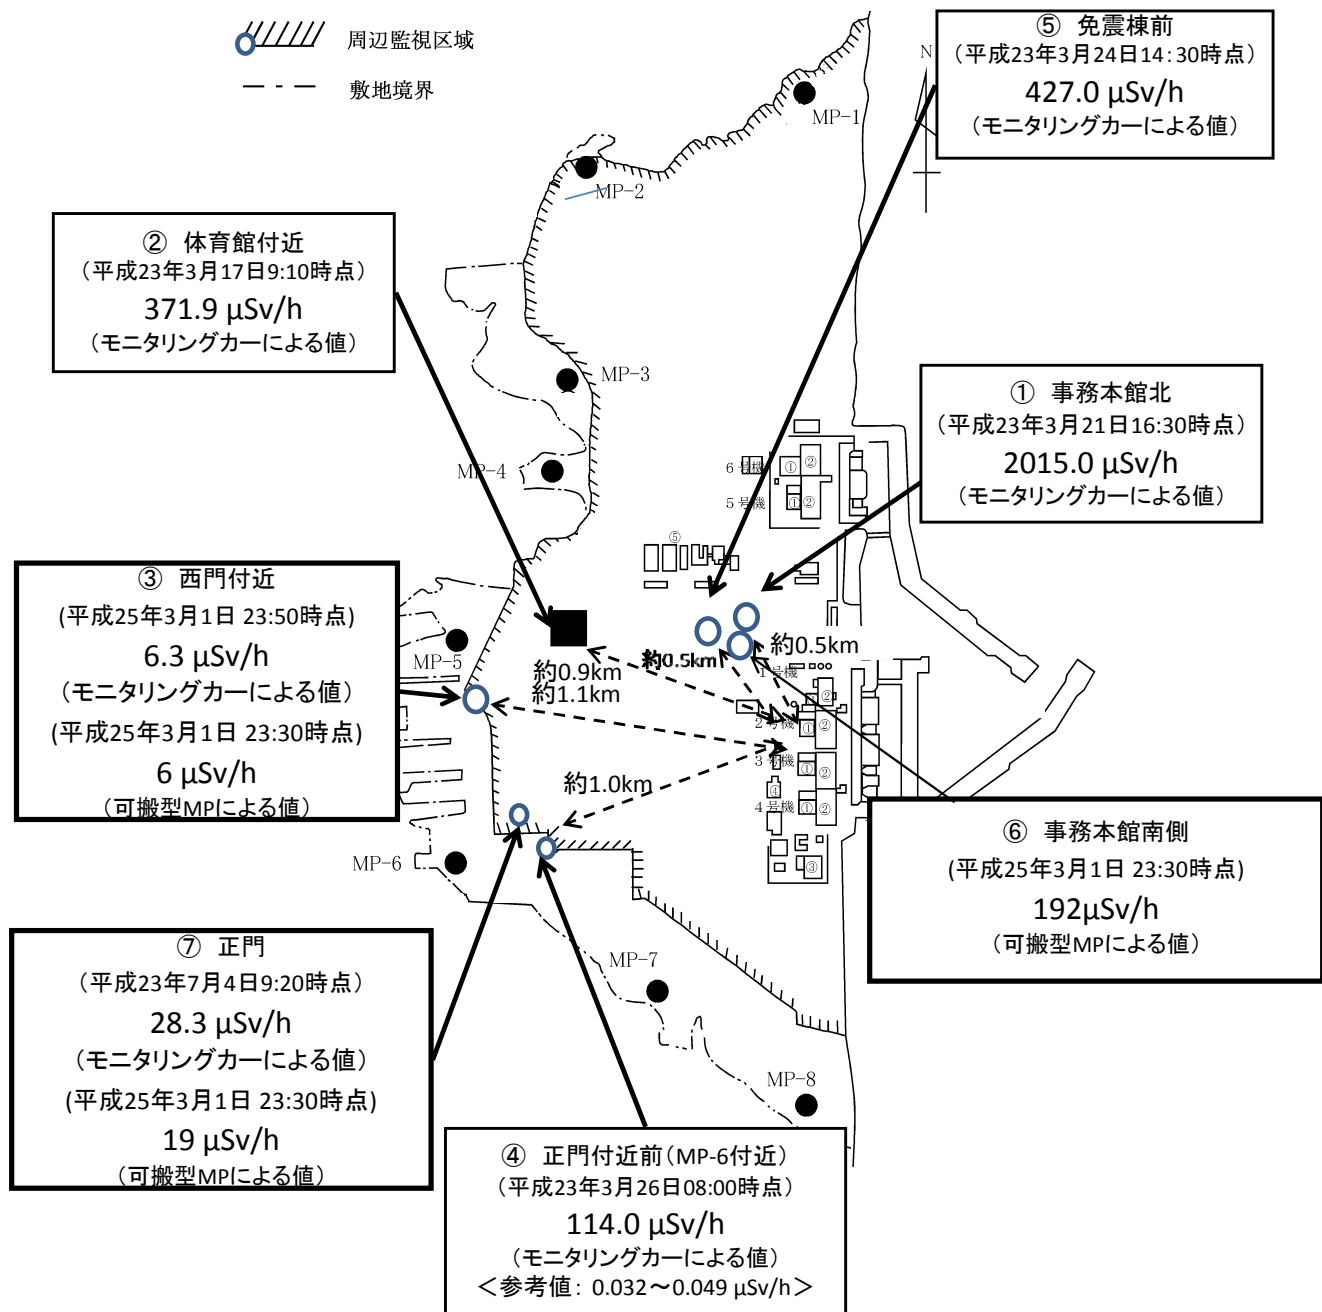 周辺監視区域
敷地境界
N
MP-1
MP-2
MP-3
MP-4
MP-5
MP-6
MP-7
MP-8
⑤ 免震棟前
（平成23年3月24日14:30時点）
427.0 μSv/h
（モニタリングカーによる値）
② 体育館付近
（平成23年3月17日9:10時点）
371.9 μSv/h
（モニタリングカーによる値）
① 事務本館北
（平成23年3月21日16:30時点）
2015.0 μSv/h
（モニタリングカーによる値）
③ 西門付近
(平成25年3月1日 23:50時点)
6.3 μSv/h
（モニタリングカーによる値）
(平成25年3月1日 23:30時点)
6 μSv/h
（可搬型MPによる値）
6号機
①
②
5号機
①
②
⑤
約0.5km
約0.5km
約0.9km
約1.1km
約1.0km
1号機
②
2号機
①
②
3号機
①
②
④
4号機
①
②
③
⑥ 事務本館南側
(平成25年3月1日 23:30時点)
192μSv/h
（可搬型MPによる値）
⑦ 正門
（平成23年7月4日9:20時点）
28.3 μSv/h
（モニタリングカーによる値）
(平成25年3月1日 23:30時点)
19 μSv/h
（可搬型MPによる値）
④ 正門付近前（MP-6付近）
（平成23年3月26日08:00時点）
114.0 μSv/h
（モニタリングカーによる値）
＜参考値: 0.032～0.049 μSv/h＞